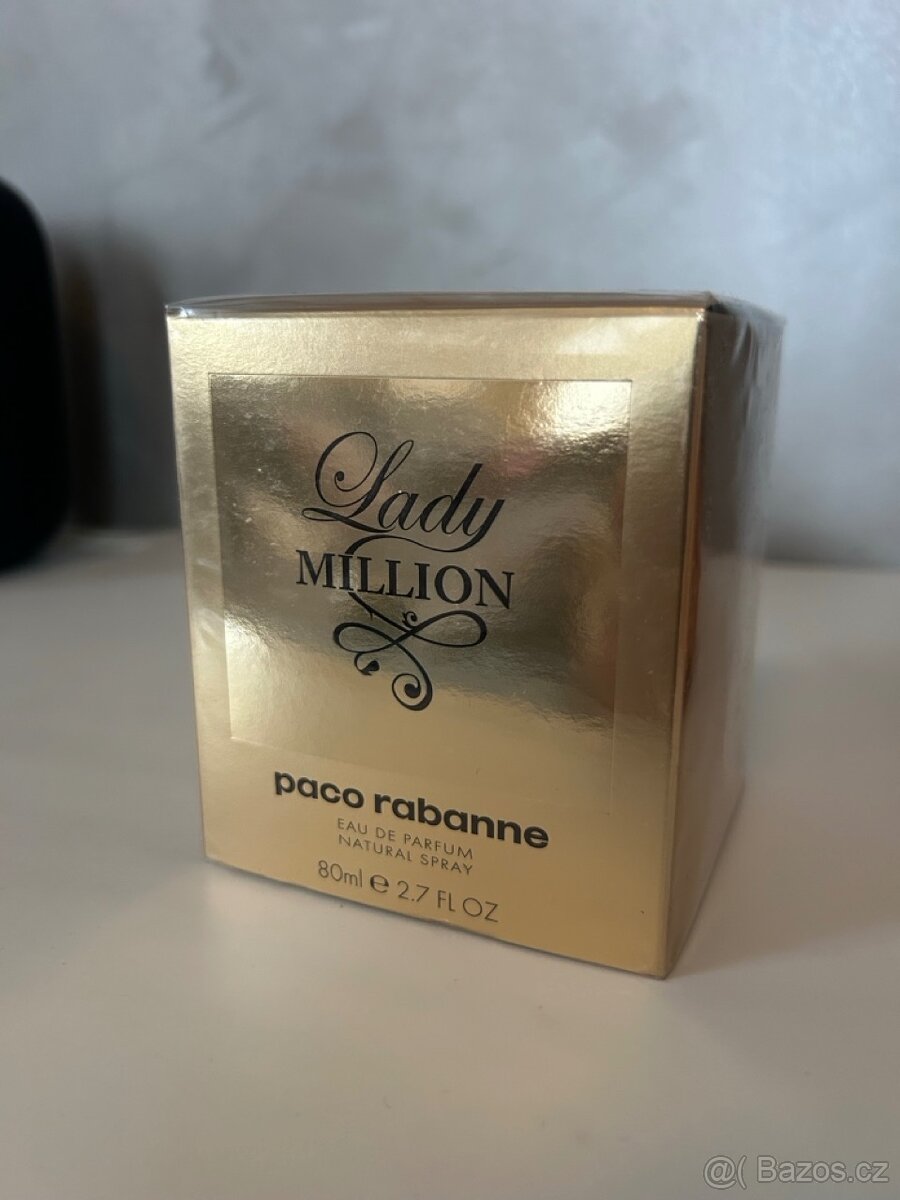 Lady
MILLION
paco rabanne
EAU DE PARFUM
NATURAL SPRAY
80ml e 2.7 FL OZ
@( Bazos.cz